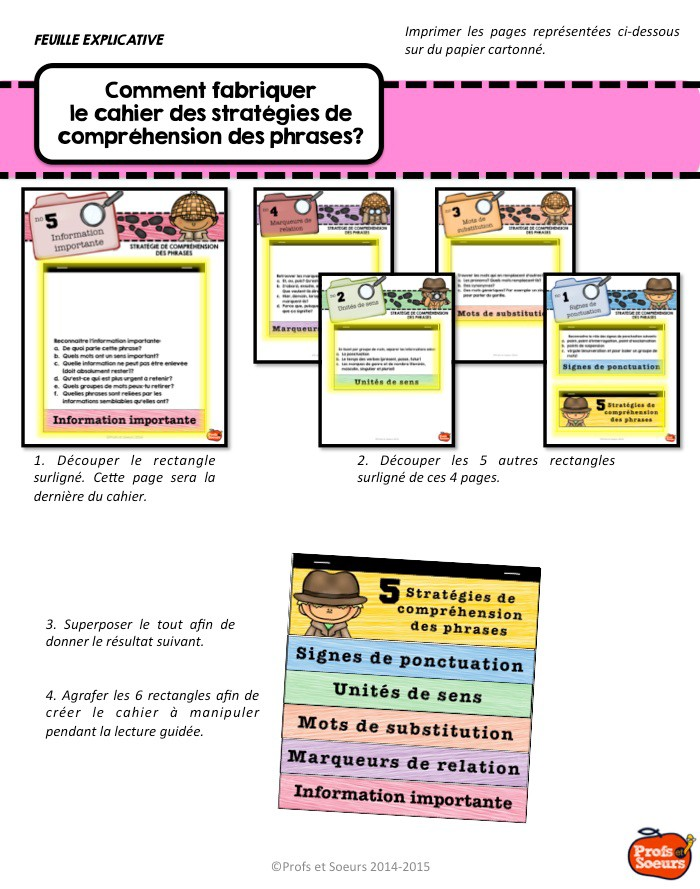 FEUILLE EXPLICATIVE
Imprimer les pages représentées ci-dessous
sur du papier cartonné.
Comment fabriquer
le cahier des stratégies de
compréhension des phrases?
no 5
Information
importante
STRATÉGIE DE COMPRÉHENSION
DES PHRASES
Reconnaitre l'information importante:
a. De quoi parle cette phrase?
b. Quels mots ont un sens important?
c. Quelle information ne peut pas être enlevée
(doit absolument rester)?
d. Qu'est-ce qui est plus urgent à retenir?
e. Quels groupes de mots peux-tu retirer?
f. Quelles phrases sont reliées par les
informations semblables qu'elles ont?
Information importante
no 4
Marqueurs de
relation
STRATÉGIE DE COMPRÉHENSION
DES PHRASES
Marqueurs
no 3
Mots de
substitution
STRATÉGIE DE COMPRÉHENSION
DES PHRASES
Mots de substituti
no 2
Unités de sens
STRATÉGIE DE COMPRÉHENSION
DES PHRASES
Unités de sens
no 1
Signes de
ponctuation
STRATÉGIE DE COMPRÉHENSION
DES PHRASES
Signes de ponctuation
5 Stratégies de
compréhension
des phrases
1. Découper le rectangle
surligné. Cette page sera la
dernière du cahier.
2. Découper les 5 autres rectangles
surligné de ces 4 pages.
3. Superposer le tout afin de
donner le résultat suivant.
4. Agrafer les 6 rectangles afin de
créer le cahier à manipuler
pendant la lecture guidée.
5 Stratégies de
compréhension
des phrases
Signes de ponctuation
Unités de sens
Mots de substitution
Marqueurs de relation
Information importante
©Profs et Soeurs 2014-2015
Profs
Soeurs